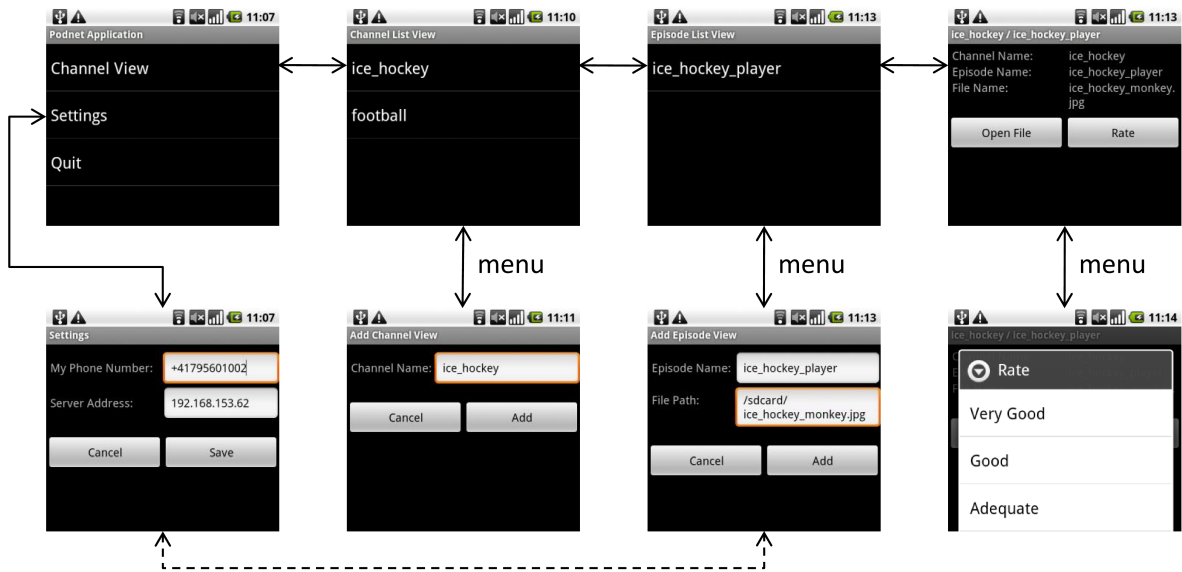 11:07
Podnet Application
Channel View
Settings
Quit
11:10
Channel List View
ice_hockey
football
11:13
Episode List View
ice_hockey_player
11:13
ice_hockey / ice_hockey_player
Channel Name: ice_hockey
Episode Name: ice_hockey_player
File Name: ice_hockey_monkey.
jpg
Open File Rate
menu
menu
menu
11:07
Settings
My Phone Number: +41795601002
Server Address: 192.168.153.62
Cancel Save
11:11
Add Channel View
Channel Name: ice_hockey
Cancel Add
11:13
Add Episode View
Episode Name: ice_hockey_player
File Path: /sdcard/
ice_hockey_monkey.jpg
Cancel Add
11:14
ice_hockey / ice_hockey_player
Rate
Very Good
Good
Adequate